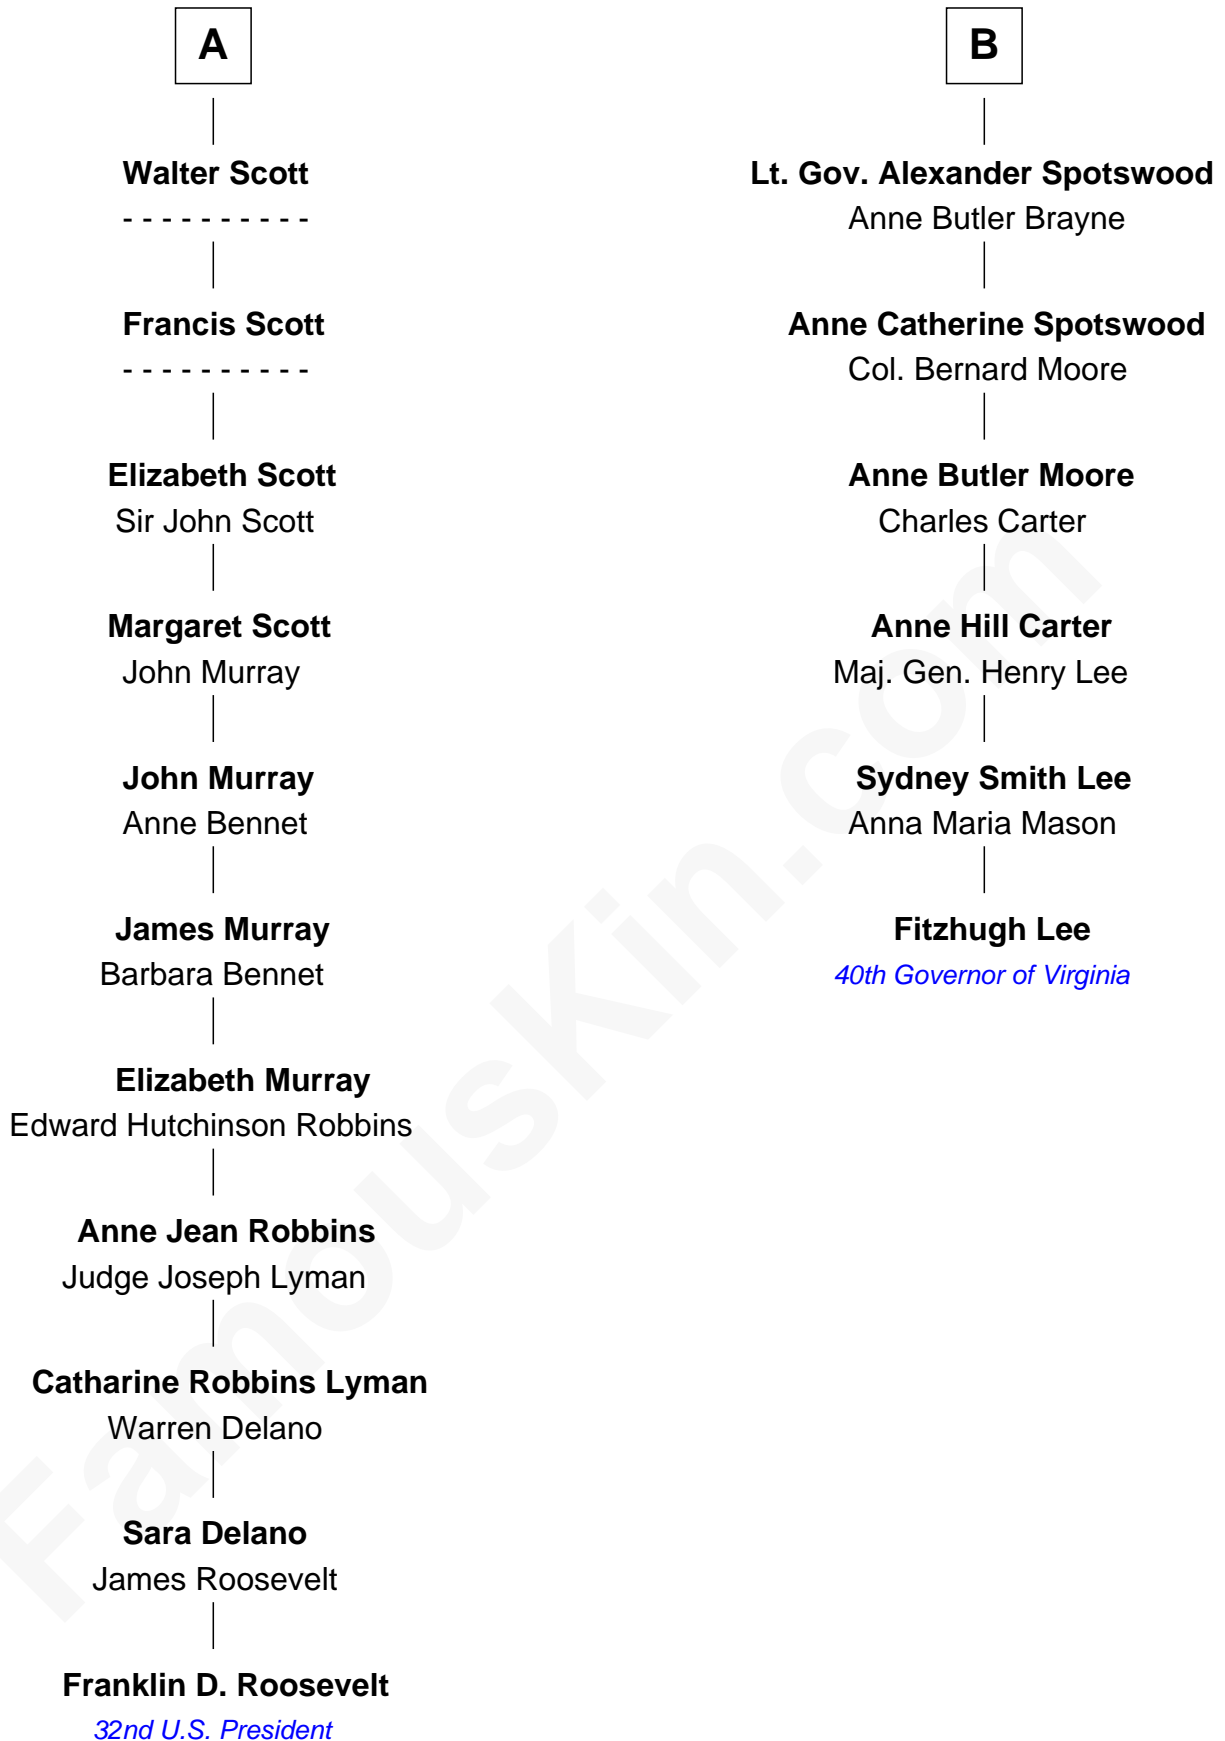 A
Walter Scott
- - - - - - - - - -
Francis Scott
- - - - - - - - - -
Elizabeth Scott
Sir John Scott
Margaret Scott
John Murray
John Murray
Anne Bennet
James Murray
Barbara Bennet
Elizabeth Murray
Edward Hutchinson Robbins
Anne Jean Robbins
Judge Joseph Lyman
Catharine Robbins Lyman
Warren Delano
Sara Delano
James Roosevelt
Franklin D. Roosevelt
32nd U.S. President
B
Lt. Gov. Alexander Spotswood
Anne Butler Brayne
Anne Catherine Spotswood
Col. Bernard Moore
Anne Butler Moore
Charles Carter
Anne Hill Carter
Maj. Gen. Henry Lee
Sydney Smith Lee
Anna Maria Mason
Fitzhugh Lee
40th Governor of Virginia
FamousKin.com